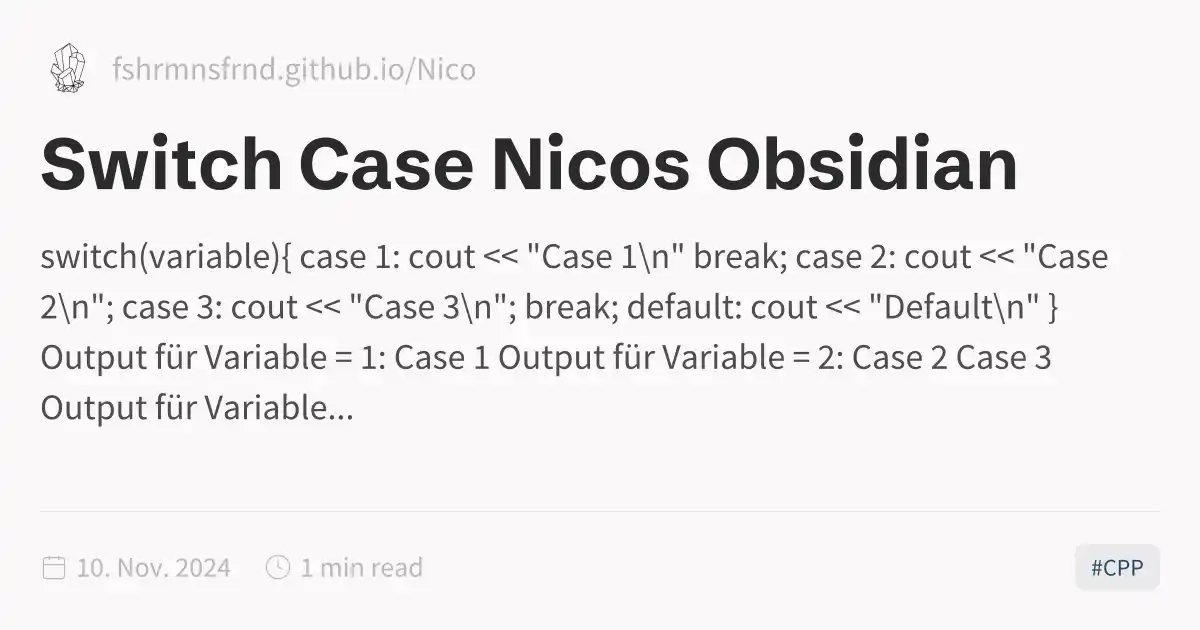 fshrmnsfrnd.github.io/Nico
Switch Case Nicos Obsidian
switch(variable){ case 1: cout << "Case 1\n" break; case 2: cout << "Case
2\n"; case 3: cout << "Case 3\n"; break; default: cout << "Default\n" }
Output für Variable = 1: Case 1 Output für Variable = 2: Case 2 Case 3
Output für Variable...
10. Nov. 2024 1 min read #CPP